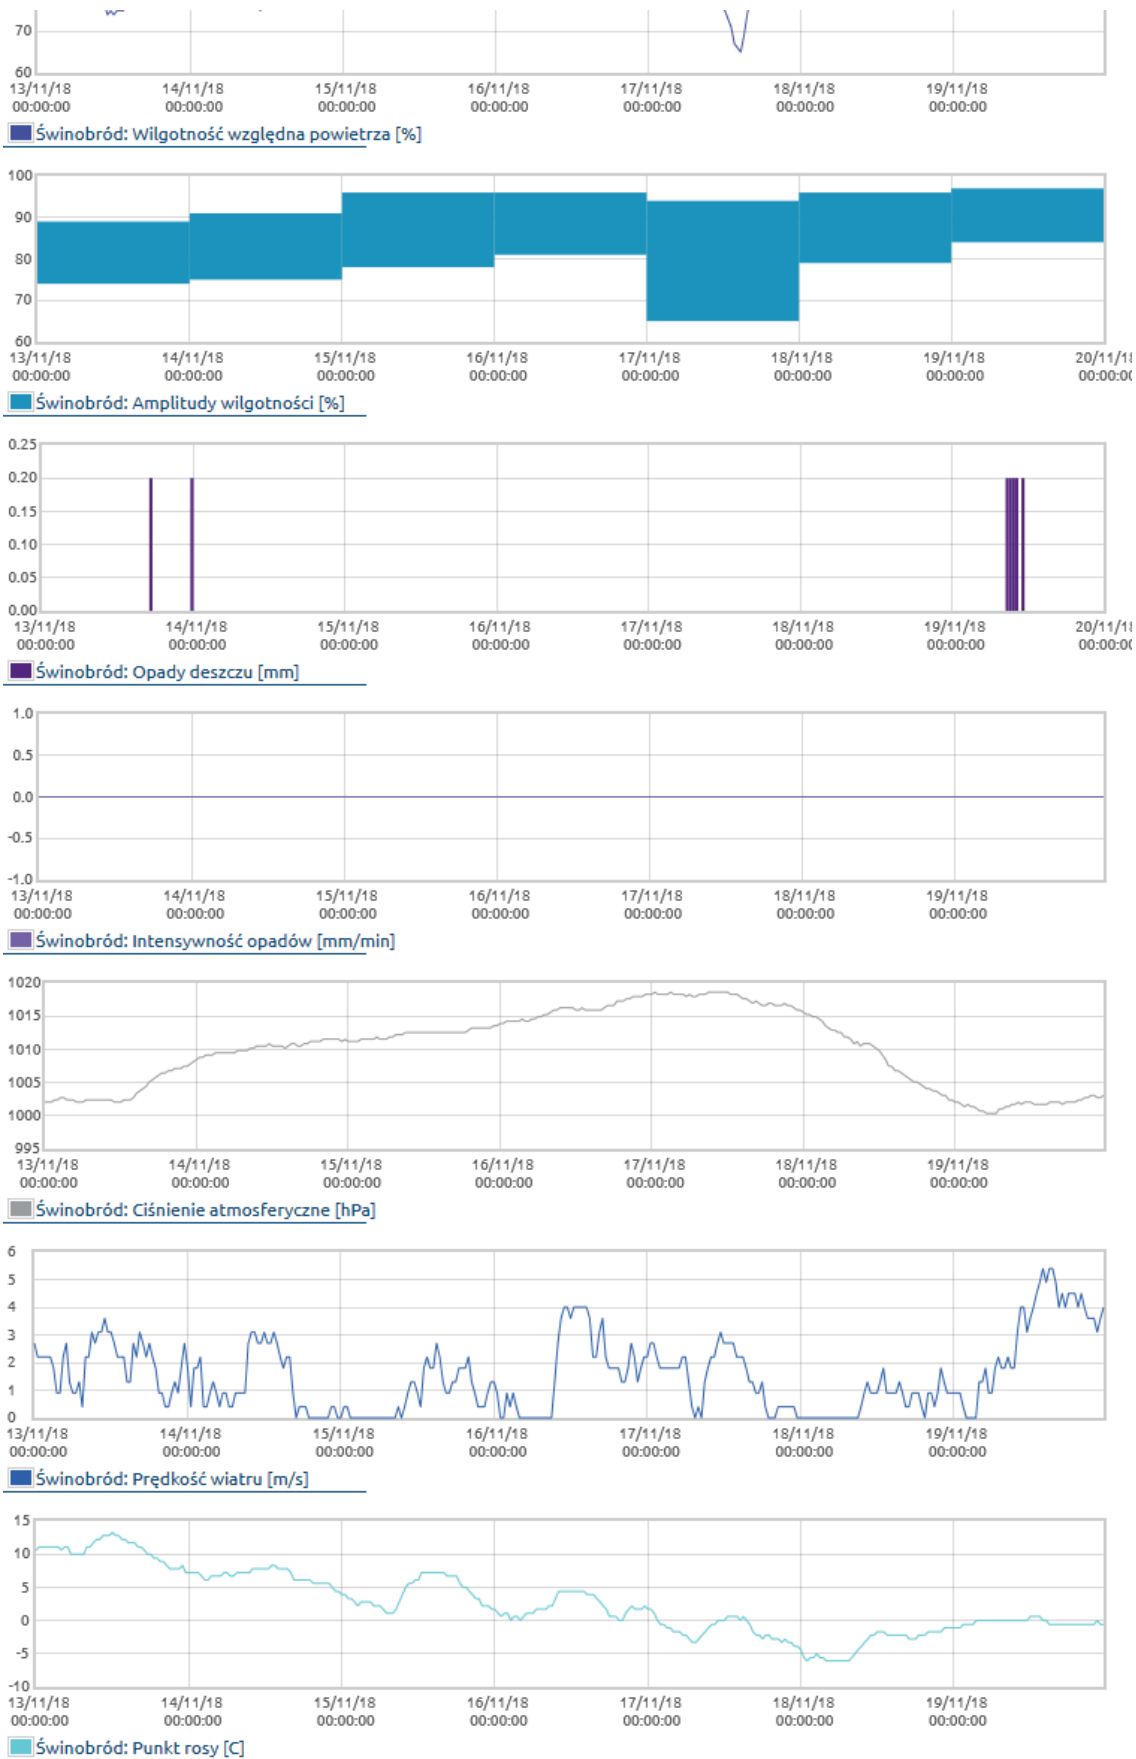 70
60
13/11/18 14/11/18 15/11/18 16/11/18 17/11/18 18/11/18 19/11/18
00:00:00 00:00:00 00:00:00 00:00:00 00:00:00 00:00:00 00:00:00
Świnobród: Wilgotność względna powietrza [%]
100
90
80
70
60
13/11/18 14/11/18 15/11/18 16/11/18 17/11/18 18/11/18 19/11/18 20/11/18
00:00:00 00:00:00 00:00:00 00:00:00 00:00:00 00:00:00 00:00:00 00:00:00
Świnobród: Amplitudy wilgotności [%]
0.25
0.20
0.15
0.10
0.05
0.00
13/11/18 14/11/18 15/11/18 16/11/18 17/11/18 18/11/18 19/11/18 20/11/18
00:00:00 00:00:00 00:00:00 00:00:00 00:00:00 00:00:00 00:00:00 00:00:00
Świnobród: Opady deszczu [mm]
1.0
0.5
0.0
-0.5
-1.0
13/11/18 14/11/18 15/11/18 16/11/18 17/11/18 18/11/18 19/11/18
00:00:00 00:00:00 00:00:00 00:00:00 00:00:00 00:00:00 00:00:00
Świnobród: Intensywność opadów [mm/min]
1020
1015
1010
1005
1000
995
13/11/18 14/11/18 15/11/18 16/11/18 17/11/18 18/11/18 19/11/18
00:00:00 00:00:00 00:00:00 00:00:00 00:00:00 00:00:00 00:00:00
Świnobród: Ciśnienie atmosferyczne [hPa]
6
5
4
3
2
1
0
13/11/18 14/11/18 15/11/18 16/11/18 17/11/18 18/11/18 19/11/18
00:00:00 00:00:00 00:00:00 00:00:00 00:00:00 00:00:00 00:00:00
Świnobród: Prędkość wiatru [m/s]
15
10
5
0
-5
-10
13/11/18 14/11/18 15/11/18 16/11/18 17/11/18 18/11/18 19/11/18
00:00:00 00:00:00 00:00:00 00:00:00 00:00:00 00:00:00 00:00:00
Świnobród: Punkt rosy [C]